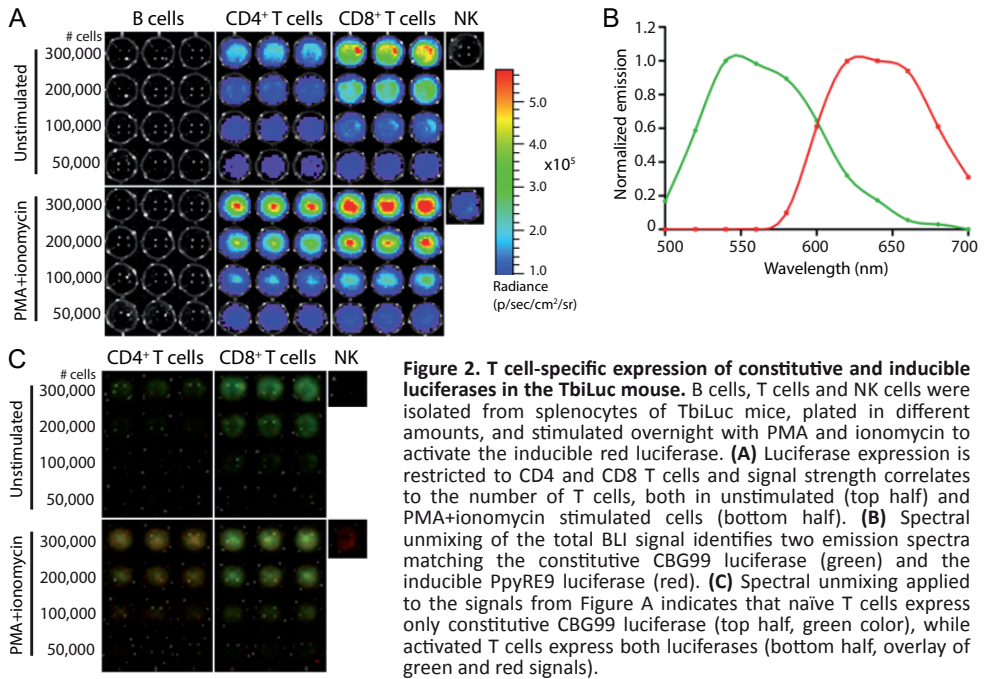 A
B cells CD4⁺ T cells CD8⁺ T cells NK
# cells
Unstimulated
300,000
200,000
100,000
50,000
PMA+ionomycin
300,000
200,000
100,000
50,000
5.0
x10⁵
4.0
3.0
2.0
1.0
Radiance
(p/sec/cm²/sr)
B
Normalized emission
1.2
1.0
0.8
0.6
0.4
0.2
0
500 550 600 650 700
Wavelength (nm)
C
CD4⁺ T cells CD8⁺ T cells NK
# cells
Unstimulated
300,000
200,000
100,000
50,000
PMA+ionomycin
300,000
200,000
100,000
50,000
Figure 2. T cell-specific expression of constitutive and inducible
luciferases in the TbiLuc mouse. B cells, T cells and NK cells were
isolated from splenocytes of TbiLuc mice, plated in different
amounts, and stimulated overnight with PMA and ionomycin to
activate the inducible red luciferase. (A) Luciferase expression is
restricted to CD4 and CD8 T cells and signal strength correlates
to the number of T cells, both in unstimulated (top half) and
PMA+ionomycin stimulated cells (bottom half). (B) Spectral
unmixing of the total BLI signal identifies two emission spectra
matching the constitutive CBG99 luciferase (green) and the
inducible PpyRE9 luciferase (red). (C) Spectral unmixing applied
to the signals from Figure A indicates that naïve T cells express
only constitutive CBG99 luciferase (top half, green color), while
activated T cells express both luciferases (bottom half, overlay of
green and red signals).